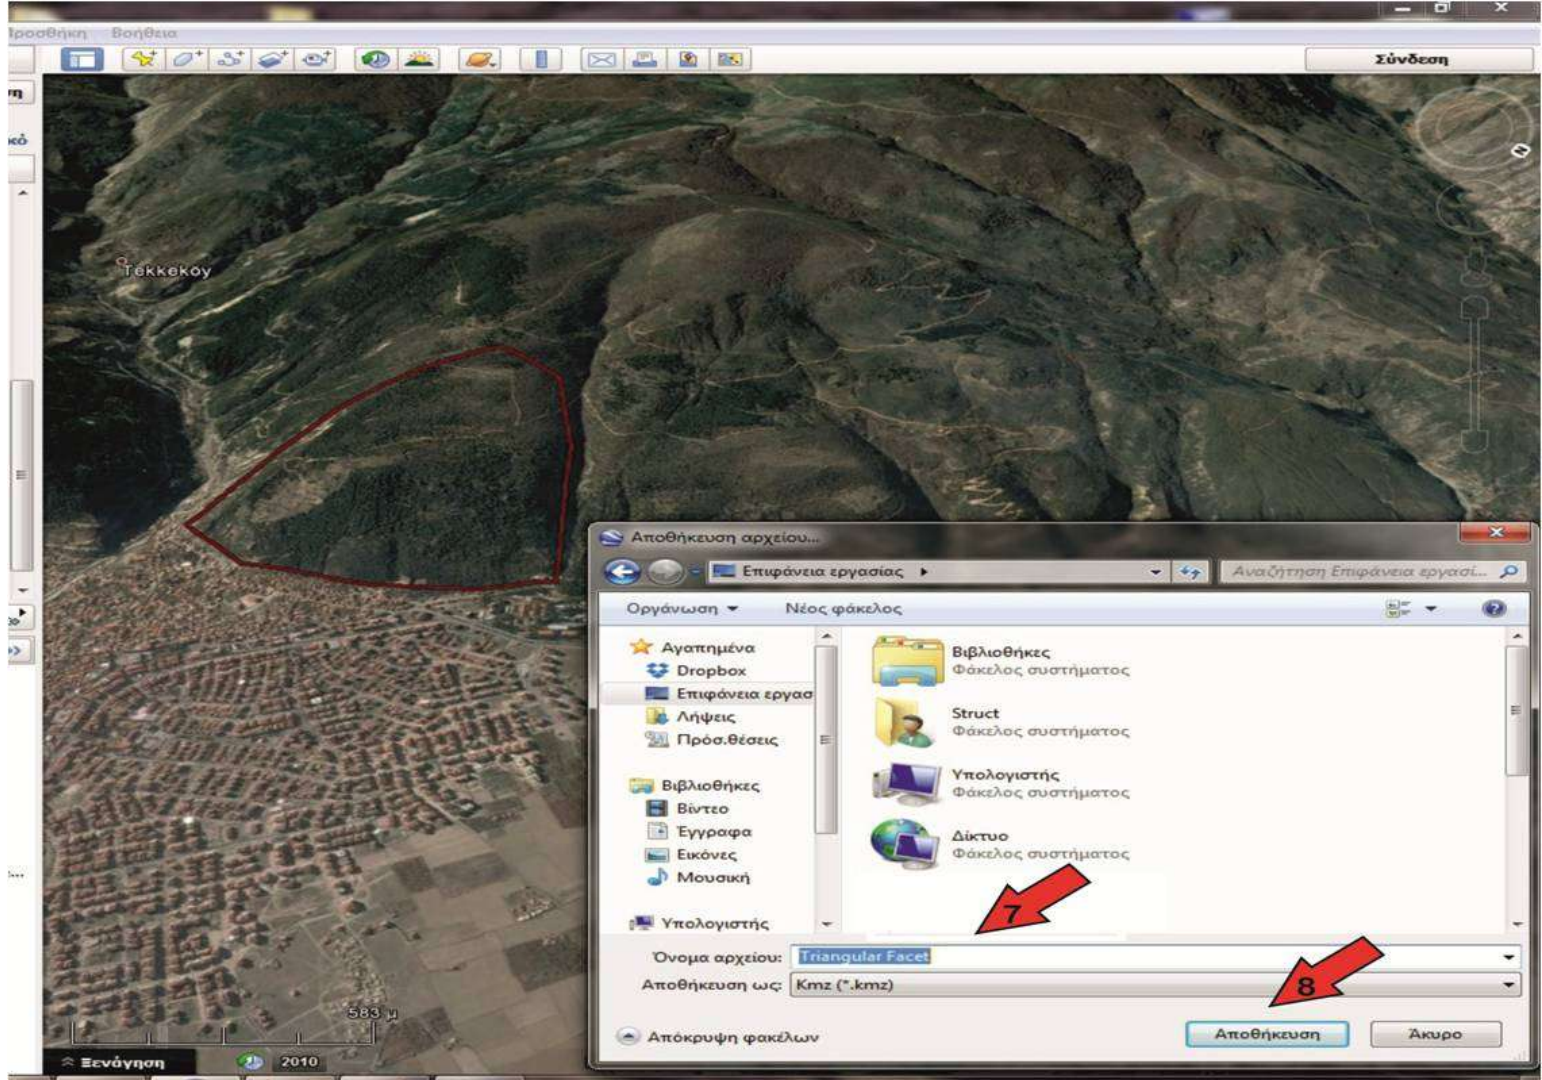 Προσθήκη Βοήθεια
Σύνδεση
Tekkeköy
N
Αποθήκευση αρχείου...
Επιφάνεια εργασίας
Αναζήτηση Επιφάνεια εργασί...
Οργάνωση
Νέος φάκελος
Αγαπημένα
Dropbox
Επιφάνεια εργασ
Λήψεις
Πρόσ.θέσεις
Βιβλιοθήκες
Βίντεο
Έγγραφα
Εικόνες
Μουσική
Υπολογιστής
Βιβλιοθήκες
Φάκελος συστήματος
Struct
Φάκελος συστήματος
Υπολογιστής
Φάκελος συστήματος
Δίκτυο
Φάκελος συστήματος
7
Όνομα αρχείου: Triangular Facet
Αποθήκευση ως: Kmz (*.kmz)
8
Απόκρυψη φακέλων
Αποθήκευση
Άκυρο
583 μ
Ξενάγηση
2010